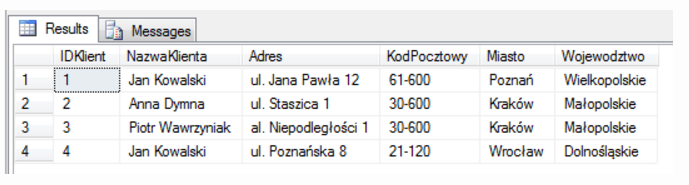 Results Messages
IDKlient NazwaKlienta Adres KodPocztowy Miasto Wojewodztwo
1 1 Jan Kowalski ul. Jana Pawła 12 61-600 Poznań Wielkopolskie
2 2 Anna Dymna ul. Staszica 1 30-600 Kraków Małopolskie
3 3 Piotr Wawrzyniak al. Niepodległości 1 30-600 Kraków Małopolskie
4 4 Jan Kowalski ul. Poznańska 8 21-120 Wrocław Dolnośląskie